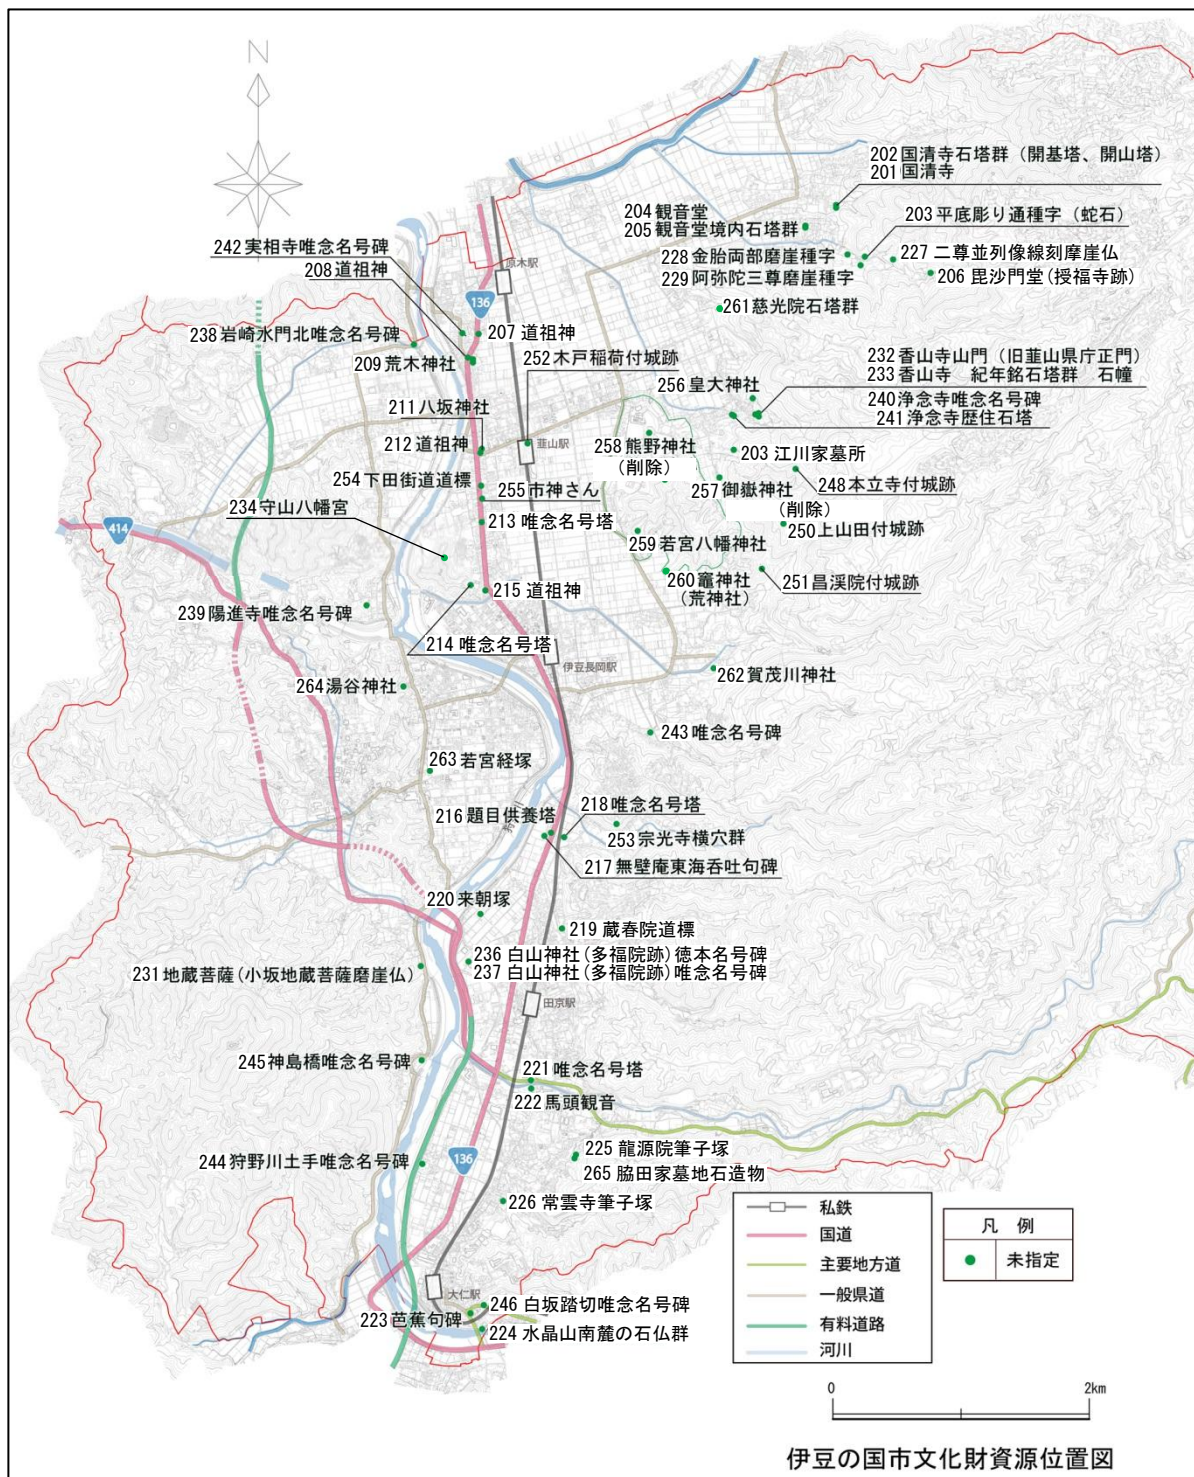 N
202 国清寺石塔群（開基塔、開山塔）
201 国清寺
204 観音堂
205 観音堂境内石塔群
203 平底彫り通種字（蛇石）
242 実相寺唯念名号碑
208 道祖神
原木駅
228 金胎両部磨崖種字
229 阿弥陀三尊磨崖種字
227 二尊並列像線刻磨崖仏
206 毘沙門堂(授福寺跡)
136
261 慈光院石塔群
238 岩崎水門北唯念名号碑
207 道祖神
252 木戸稲荷付城跡
209 荒木神社
232 香山寺山門（旧韮山県庁正門）
233 香山寺　紀年銘石塔群　石幢
256 皇大神社
240 浄念寺唯念名号碑
241 浄念寺歴住石塔
211 八坂神社
212 道祖神
韮山駅
258 熊野神社
（削除）
203 江川家墓所
254 下田街道道標
255 市神さん
257 御嶽神社
（削除）
248 本立寺付城跡
234 守山八幡宮
213 唯念名号塔
250 上山田付城跡
414
259 若宮八幡神社
260 竈神社
（荒神社）
251 昌渓院付城跡
215 道祖神
239 陽進寺唯念名号碑
214 唯念名号塔
伊豆長岡駅
262 賀茂川神社
264 湯谷神社
243 唯念名号碑
263 若宮経塚
218 唯念名号塔
216 題目供養塔
253 宗光寺横穴群
217 無壁庵東海呑吐句碑
220 来朝塚
219 蔵春院道標
236 白山神社(多福院跡)徳本名号碑
237 白山神社(多福院跡)唯念名号碑
231 地蔵菩薩(小坂地蔵菩薩磨崖仏)
田京駅
245 神島橋唯念名号碑
221 唯念名号塔
222 馬頭観音
225 龍源院筆子塚
265 脇田家墓地石造物
244 狩野川土手唯念名号碑
136
226 常雲寺筆子塚
大仁駅
246 白坂踏切唯念名号碑
223 芭蕉句碑
224 水晶山南麓の石仏群
私鉄
国道
主要地方道
一般県道
有料道路
河川
凡 例
未指定
0 2km
伊豆の国市文化財資源位置図